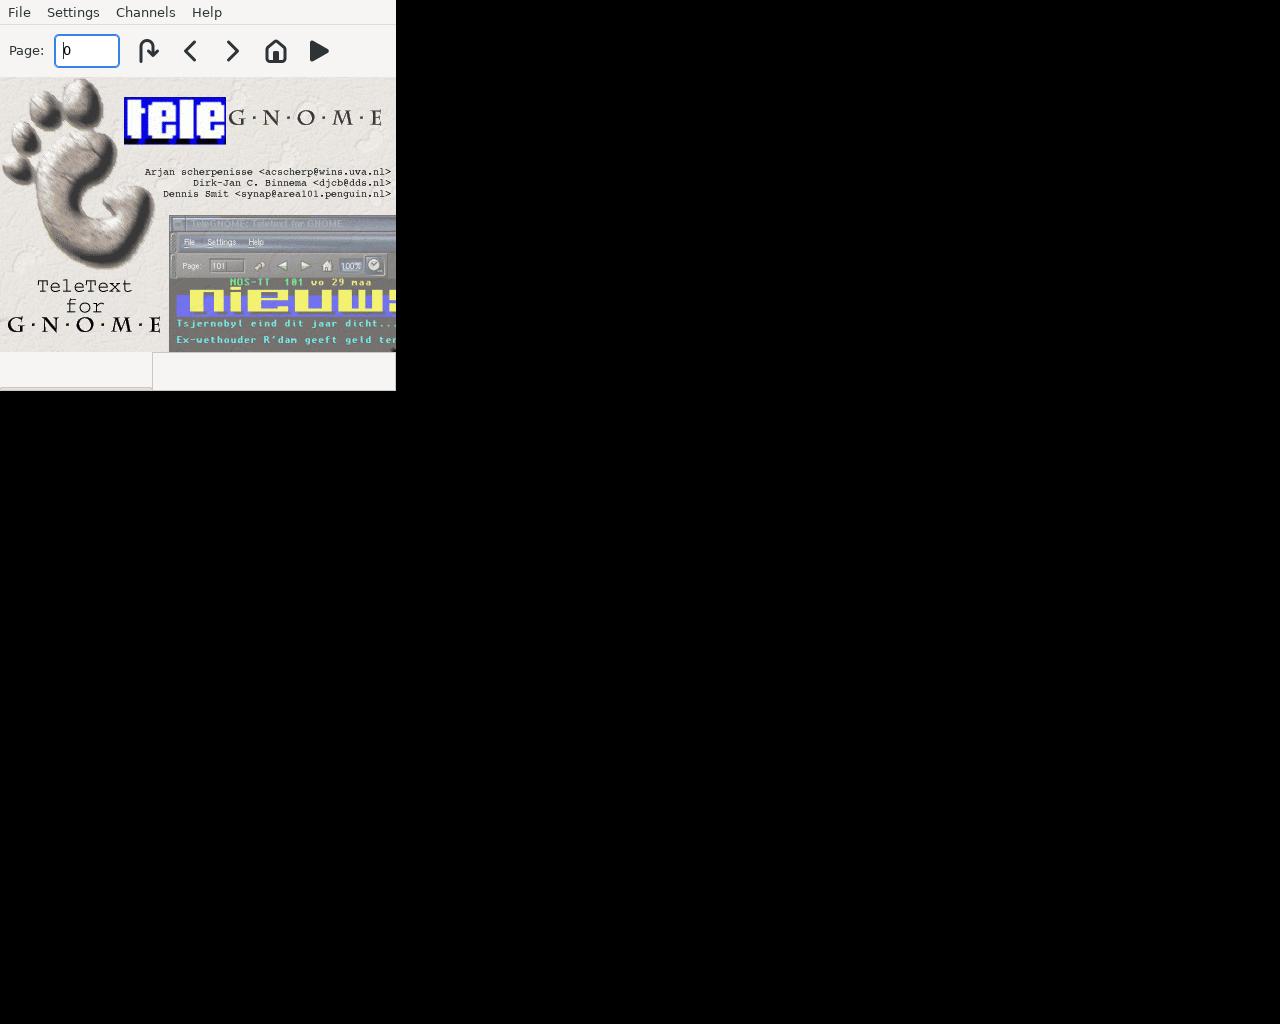 File Settings Channels Help
Page: 0
tele G·N·O·M·E
Arjan scherpenisse <acscherp@wins.uva.nl>
Dirk-Jan C. Binnema <djcb@dds.nl>
Dennis Smit <synap@area101.penguin.nl>
TeleGNOME: Teletext for GNOME
File Settings Help
Page: 101 100%
NOS-TT 101 wo 29 maa
nieuws
Tsjernobyl eind dit jaar dicht...
Ex-wethouder R'dam geeft geld ter
TeleText
for
G·N·O·M·E